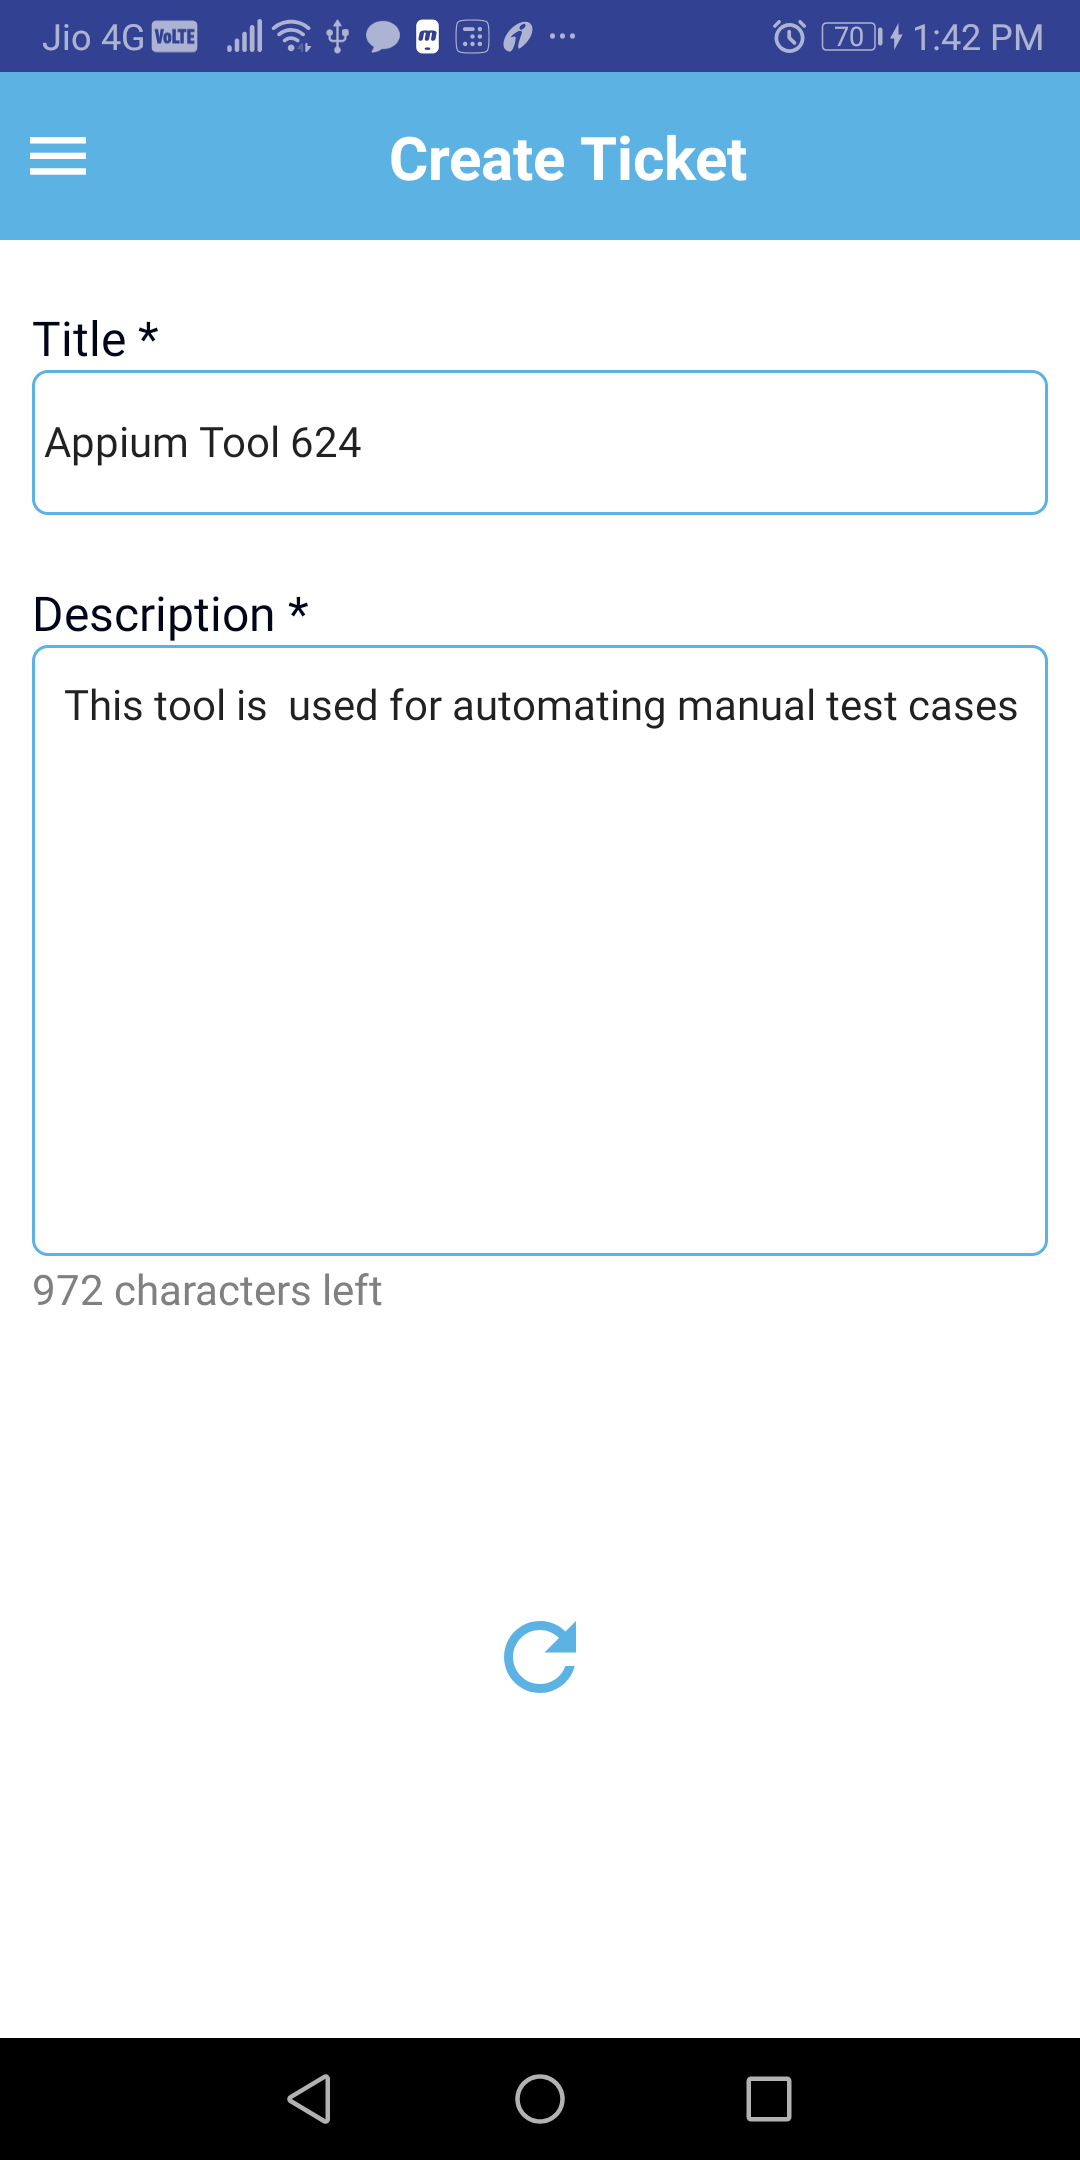 Jio 4G VoLTE 70 1:42 PM
Create Ticket
Title *
Appium Tool 624
Description *
This tool is  used for automating manual test cases
972 characters left